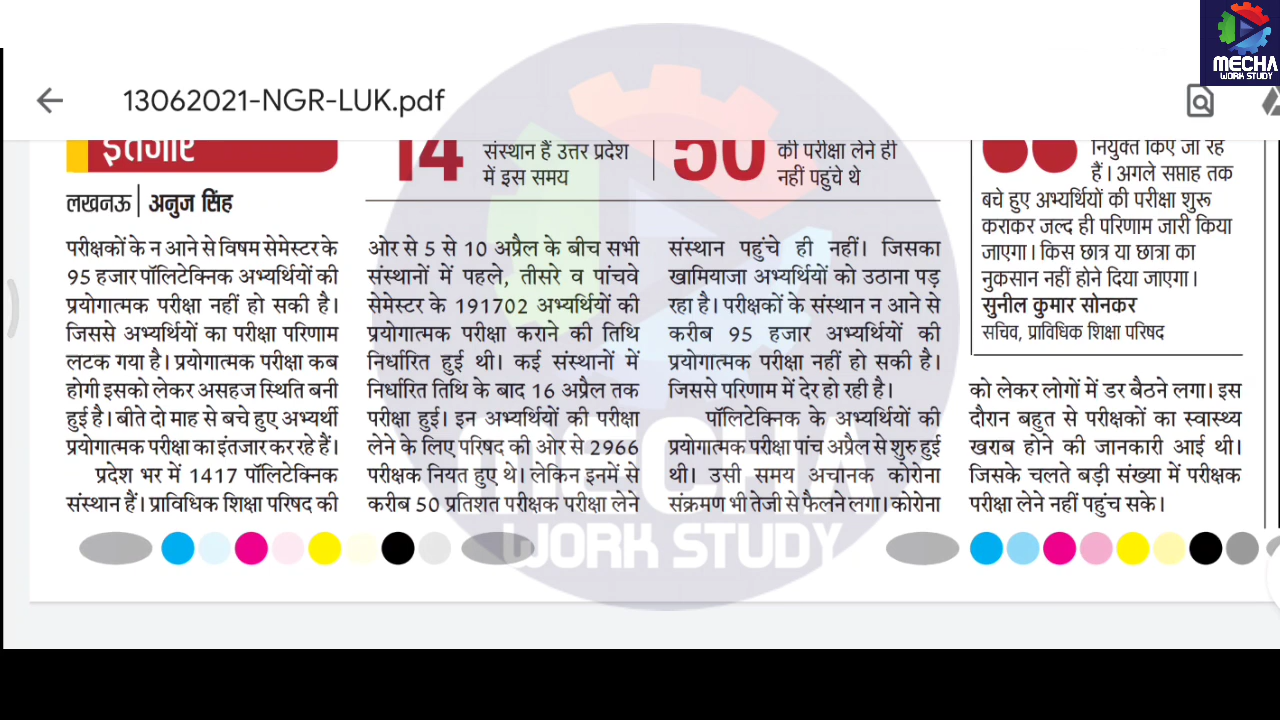 MECHA
WORK STUDY
13062021-NGR-LUK.pdf
इंतजार
लखनऊ | अनुज सिंह
14
संस्थान हैं उत्तर प्रदेश
में इस समय
50
की परीक्षा लेने ही
नहीं पहुंचे थे
परीक्षकों के न आने से विषम सेमेस्टर के
95 हजार पॉलिटेक्निक अभ्यर्थियों की
प्रयोगात्मक परीक्षा नहीं हो सकी है।
जिससे अभ्यर्थियों का परीक्षा परिणाम
लटक गया है। प्रयोगात्मक परीक्षा कब
होगी इसको लेकर असहज स्थिति बनी
हुई है। बीते दो माह से बचे हुए अभ्यर्थी
प्रयोगात्मक परीक्षा का इंतजार कर रहे हैं।
प्रदेश भर में 1417 पॉलिटेक्निक
संस्थान हैं। प्राविधिक शिक्षा परिषद की
ओर से 5 से 10 अप्रैल के बीच सभी
संस्थानों में पहले, तीसरे व पांचवे
सेमेस्टर के 191702 अभ्यर्थियों की
प्रयोगात्मक परीक्षा कराने की तिथि
निर्धारित हुई थी। कई संस्थानों में
निर्धारित तिथि के बाद 16 अप्रैल तक
परीक्षा हुई। इन अभ्यर्थियों की परीक्षा
लेने के लिए परिषद की ओर से 2966
परीक्षक नियत हुए थे। लेकिन इनमें से
करीब 50 प्रतिशत परीक्षक परीक्षा लेने
संस्थान पहुंचे ही नहीं। जिसका
खामियाजा अभ्यर्थियों को उठाना पड़
रहा है। परीक्षकों के संस्थान न आने से
करीब 95 हजार अभ्यर्थियों की
प्रयोगात्मक परीक्षा नहीं हो सकी है।
जिससे परिणाम में देर हो रही है।
पॉलिटेक्निक के अभ्यर्थियों की
प्रयोगात्मक परीक्षा पांच अप्रैल से शुरु हुई
थी। उसी समय अचानक कोरोना
संक्रमण भी तेजी से फैलने लगा। कोरोना
नियुक्त किए जा रहे
हैं। अगले सप्ताह तक
बचे हुए अभ्यर्थियों की परीक्षा शुरू
कराकर जल्द ही परिणाम जारी किया
जाएगा। किस छात्र या छात्रा का
नुकसान नहीं होने दिया जाएगा।
सुनील कुमार सोनकर
सचिव, प्राविधिक शिक्षा परिषद
को लेकर लोगों में डर बैठने लगा। इस
दौरान बहुत से परीक्षकों का स्वास्थ्य
खराब होने की जानकारी आई थी।
जिसके चलते बड़ी संख्या में परीक्षक
परीक्षा लेने नहीं पहुंच सके।
MECHA
WORK STUDY